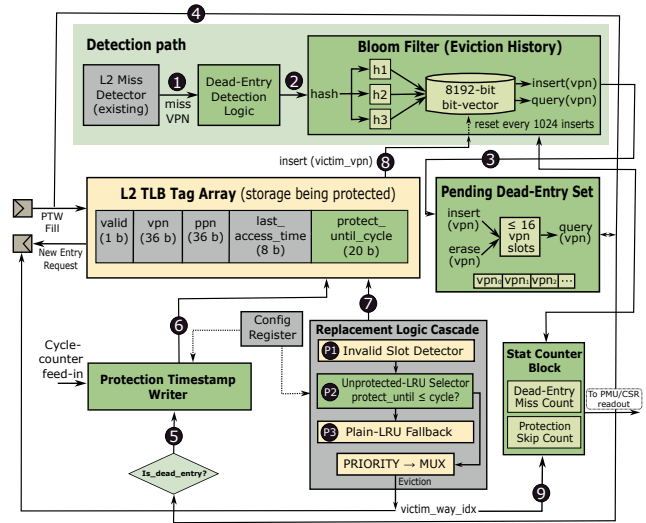 4
Detection path
L2 Miss
Detector
(existing)
1
miss
VPN
Dead-Entry
Detection
Logic
2
Bloom Filter (Eviction History)
hash
h1
h2
h3
8192-bit
bit-vector
insert(vpn)
query(vpn)
reset every 1024 inserts
insert (victim_vpn)
8
3
PTW
Fill
New Entry
Request
L2 TLB Tag Array (storage being protected)
valid
(1 b)
vpn
(36 b)
ppn
(36 b)
last_
access_time
(8 b)
protect_
until_cycle
(20 b)
Pending Dead-Entry Set
insert
(vpn)
erase
(vpn)
≤ 16
vpn
slots
query
(vpn)
vpn₀ vpn₁ vpn₂ ...
6
7
Config
Register
Cycle-
counter
feed-in
Protection Timestamp
Writer
5
Is_dead_entry?
Replacement Logic Cascade
P1 Invalid Slot Detector
P2 Unprotected-LRU Selector
protect_until ≤ cycle?
P3 Plain-LRU Fallback
PRIORITY → MUX
Eviction
victim_way_idx
Stat Counter
Block
Dead-Entry
Miss Count
Protection
Skip Count
To PMU/CSR
readout
9